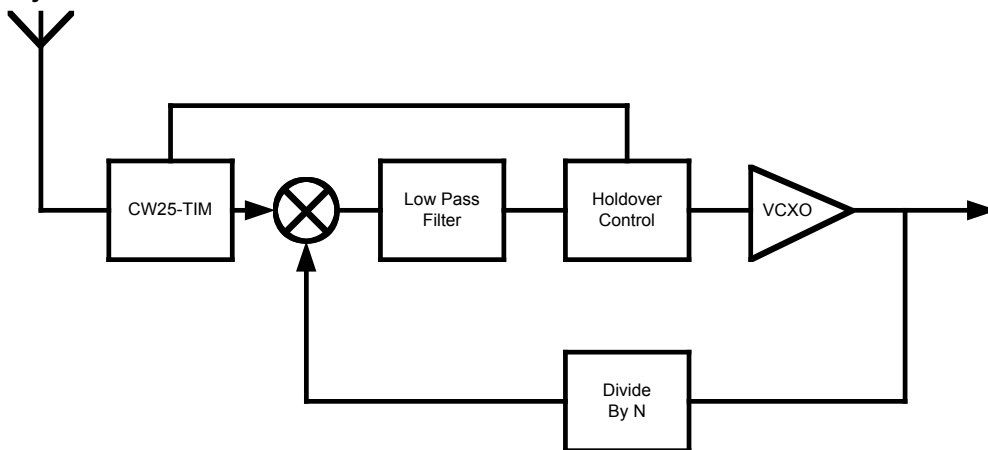 CW25-TIM
Low Pass
Filter
Holdover
Control
VCXO
Divide
By N